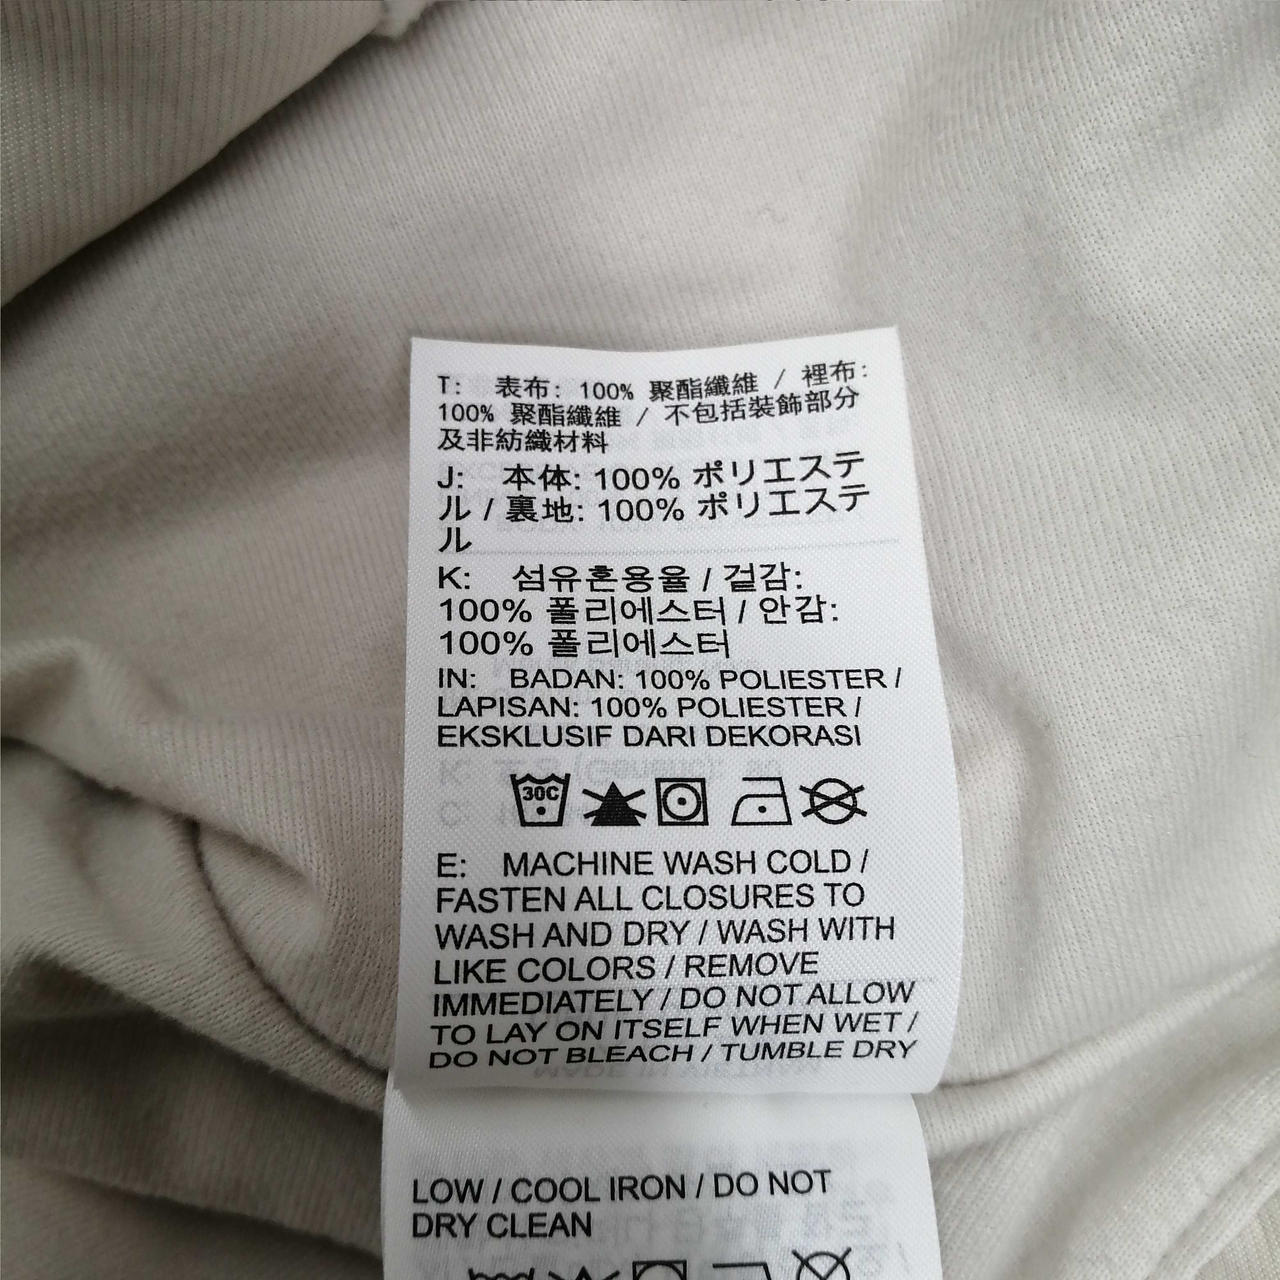 T: 表布: 100% 聚酯纖維 / 裡布:
100% 聚酯纖維 / 不包括裝飾部分
及非紡織材料
J: 本体: 100% ポリエステ
ル / 裏地: 100% ポリエステ
ル
K: 섬유혼용율 / 겉감:
100% 폴리에스터 / 안감:
100% 폴리에스터
IN: BADAN: 100% POLIESTER /
LAPISAN: 100% POLIESTER /
EKSKLUSIF DARI DEKORASI
30C
E: MACHINE WASH COLD /
FASTEN ALL CLOSURES TO
WASH AND DRY / WASH WITH
LIKE COLORS / REMOVE
IMMEDIATELY / DO NOT ALLOW
TO LAY ON ITSELF WHEN WET /
DO NOT BLEACH / TUMBLE DRY
LOW / COOL IRON / DO NOT
DRY CLEAN